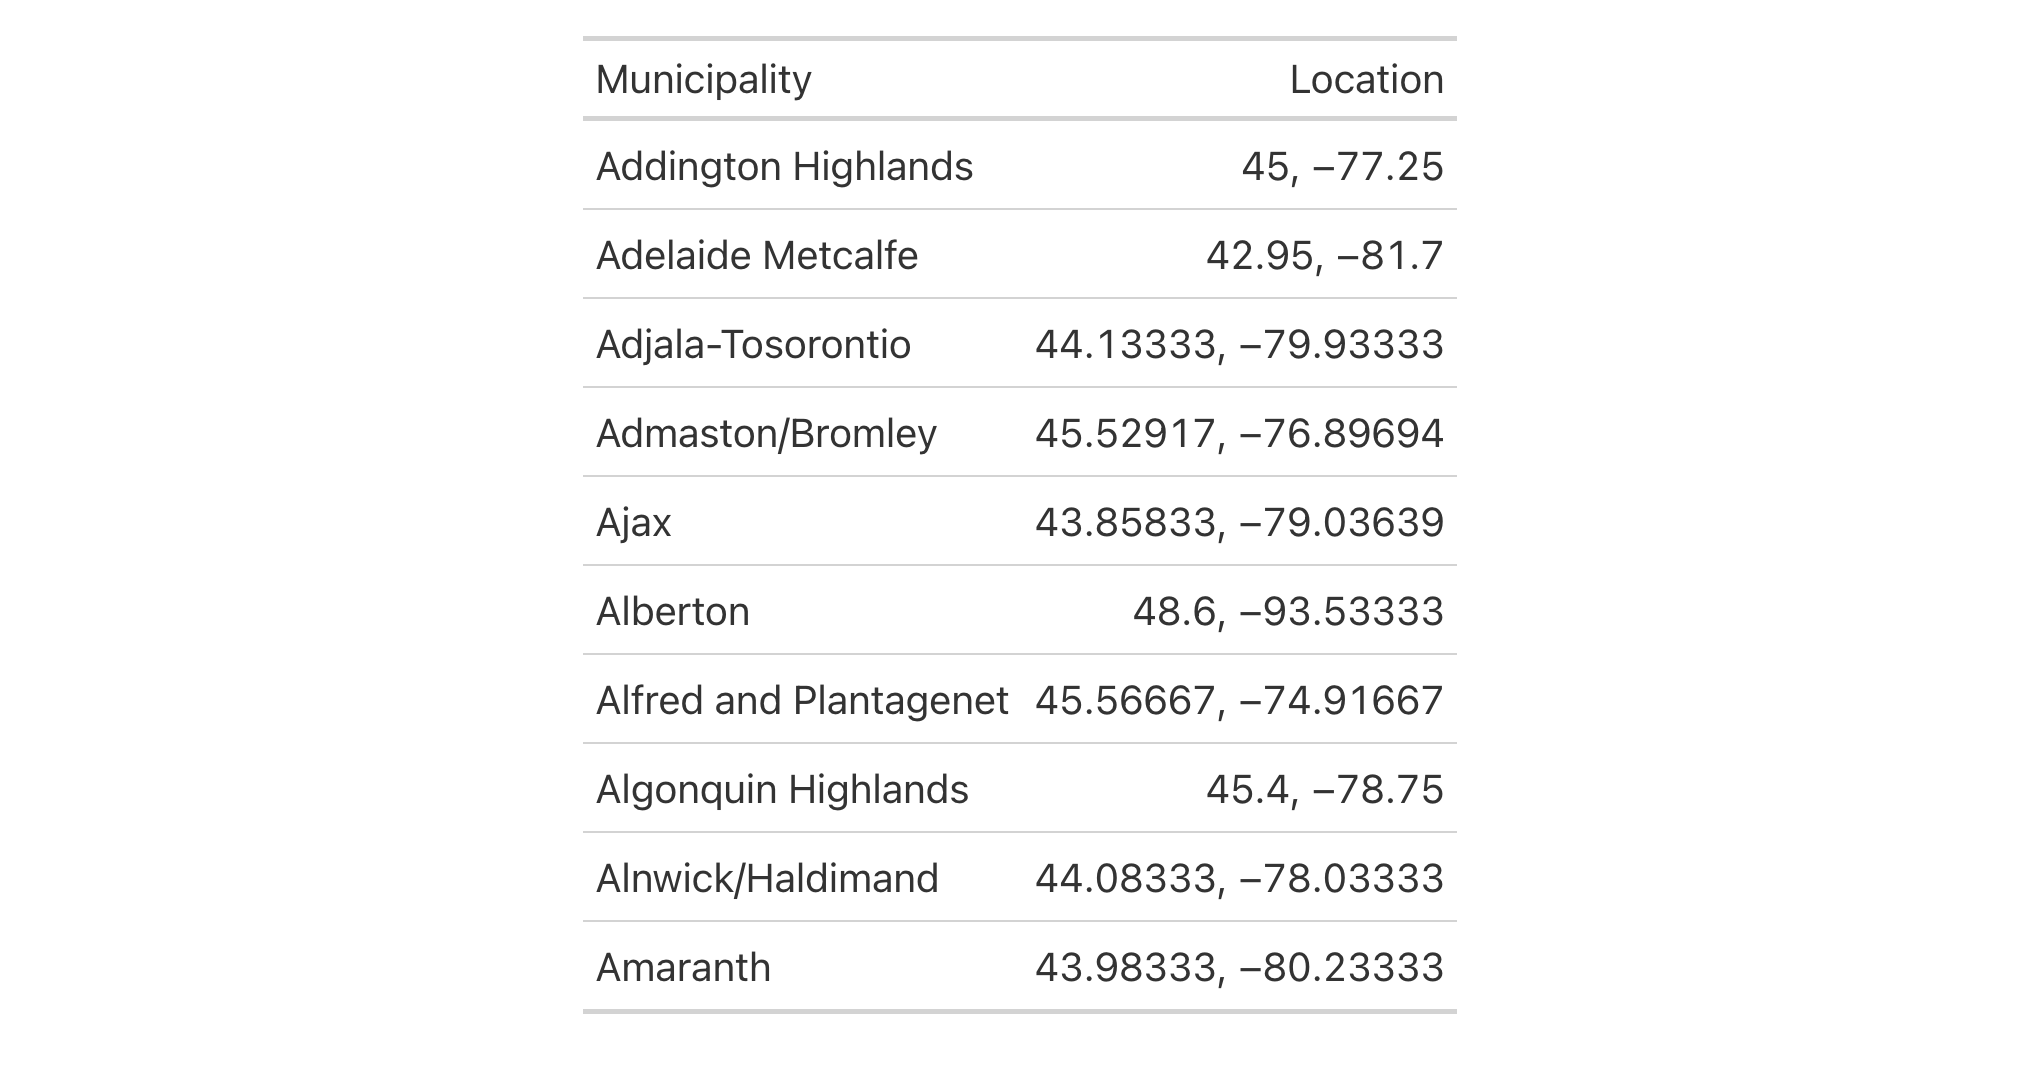 Municipality Location
Addington Highlands 45, −77.25
Adelaide Metcalfe 42.95, −81.7
Adjala-Tosorontio 44.13333, −79.93333
Admaston/Bromley 45.52917, −76.89694
Ajax 43.85833, −79.03639
Alberton 48.6, −93.53333
Alfred and Plantagenet 45.56667, −74.91667
Algonquin Highlands 45.4, −78.75
Alnwick/Haldimand 44.08333, −78.03333
Amaranth 43.98333, −80.23333